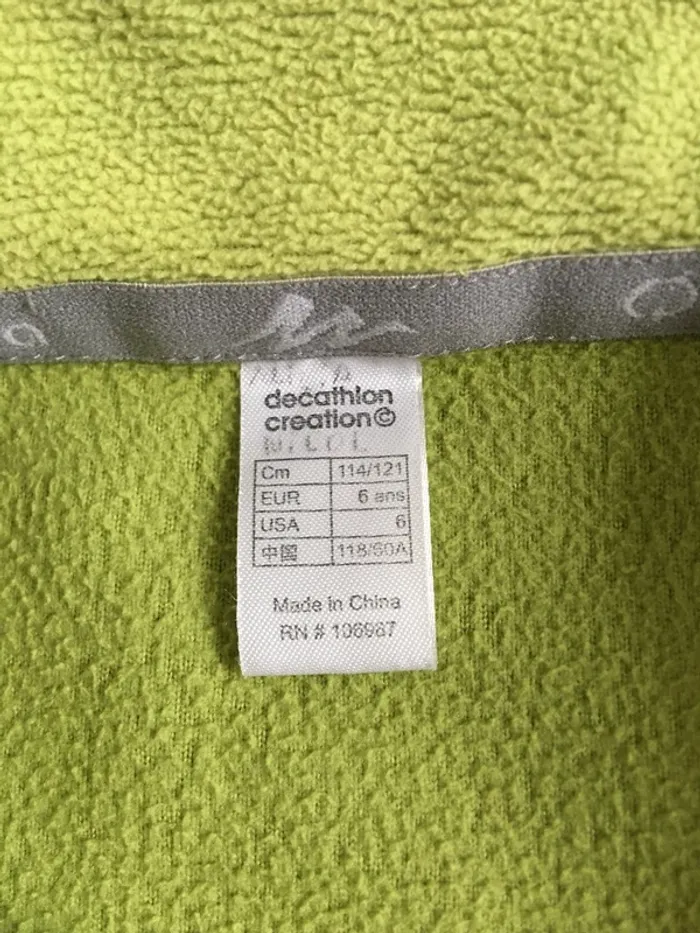 decathlon
creation©
Cm 114/121
EUR 6 ans
USA 6
中国 118/60A
Made in China
RN # 106987